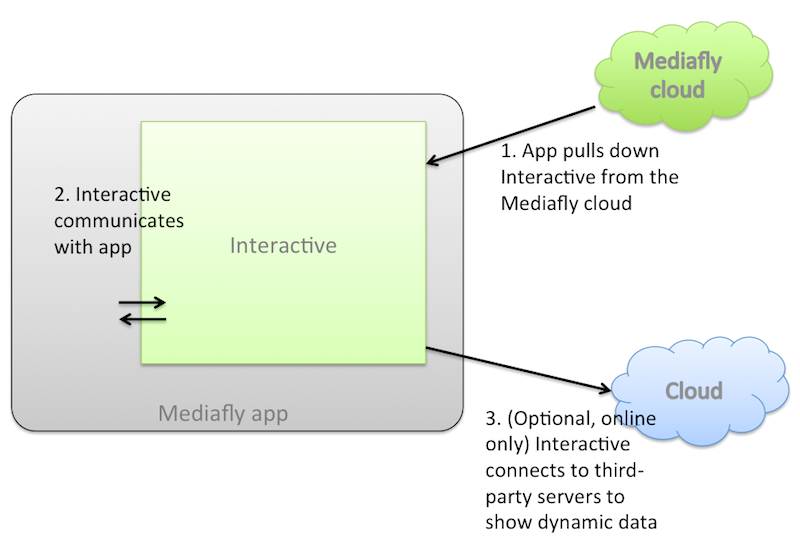 Mediafly
cloud
1. App pulls down
Interactive from the
Mediafly cloud
2. Interactive
communicates
with app
Interactive
Mediafly app
Cloud
3. (Optional, online
only) Interactive
connects to third-
party servers to
show dynamic data